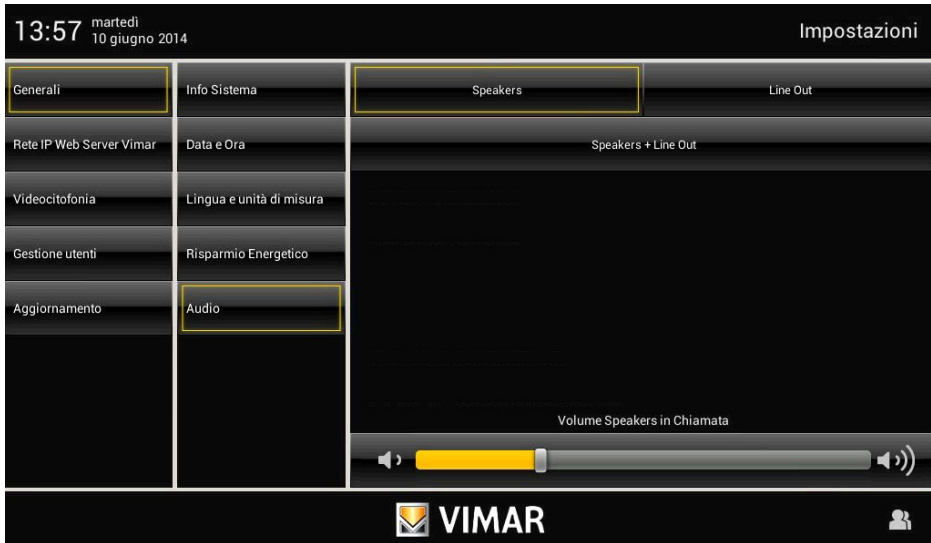 13:57
martedì
10 giugno 2014
Impostazioni
Generali
Rete IP Web Server Vimar
Videocitofonia
Gestione utenti
Aggiornamento
Info Sistema
Data e Ora
Lingua e unità di misura
Risparmio Energetico
Audio
Speakers
Line Out
Speakers + Line Out
Volume Speakers in Chiamata
VIMAR